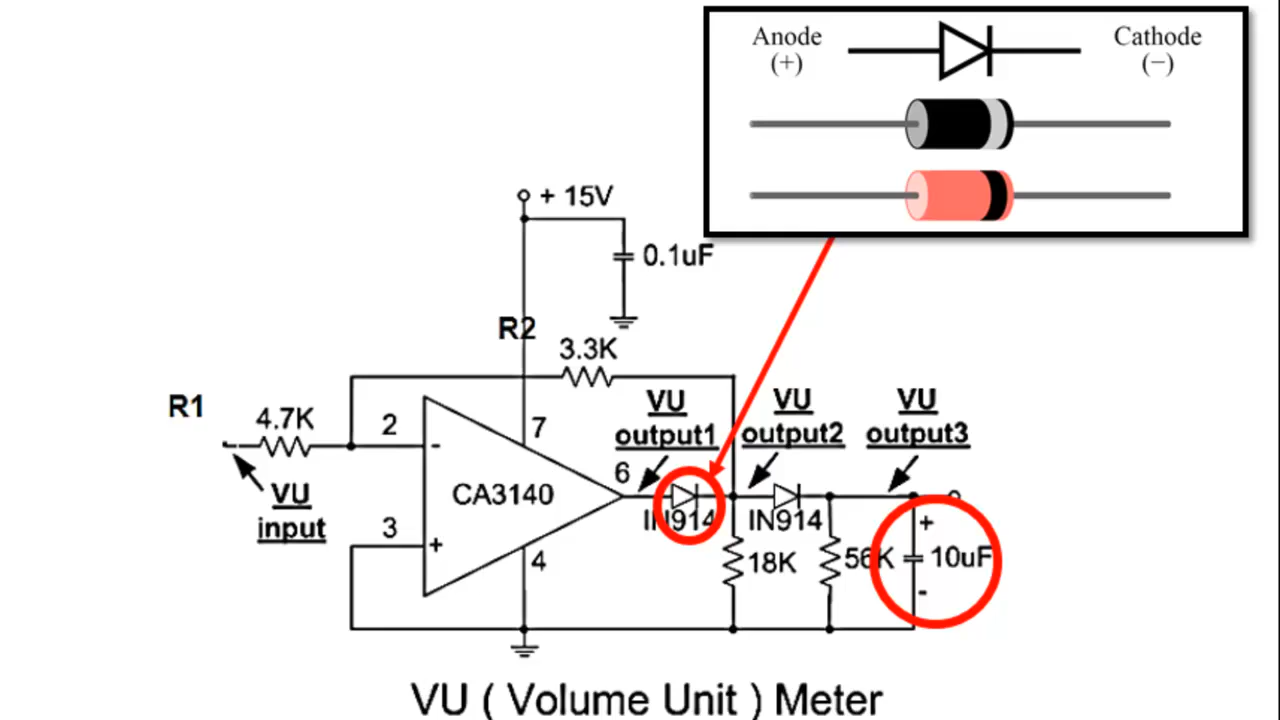 Anode
(+)
Cathode
(−)
+ 15V
0.1uF
R2
3.3K
R1
4.7K
2
-
7
VU
output1
VU
output2
VU
output3
6
CA3140
VU
input
3
+
4
IN914
IN914
18K
56K
+
10uF
-
VU ( Volume Unit ) Meter